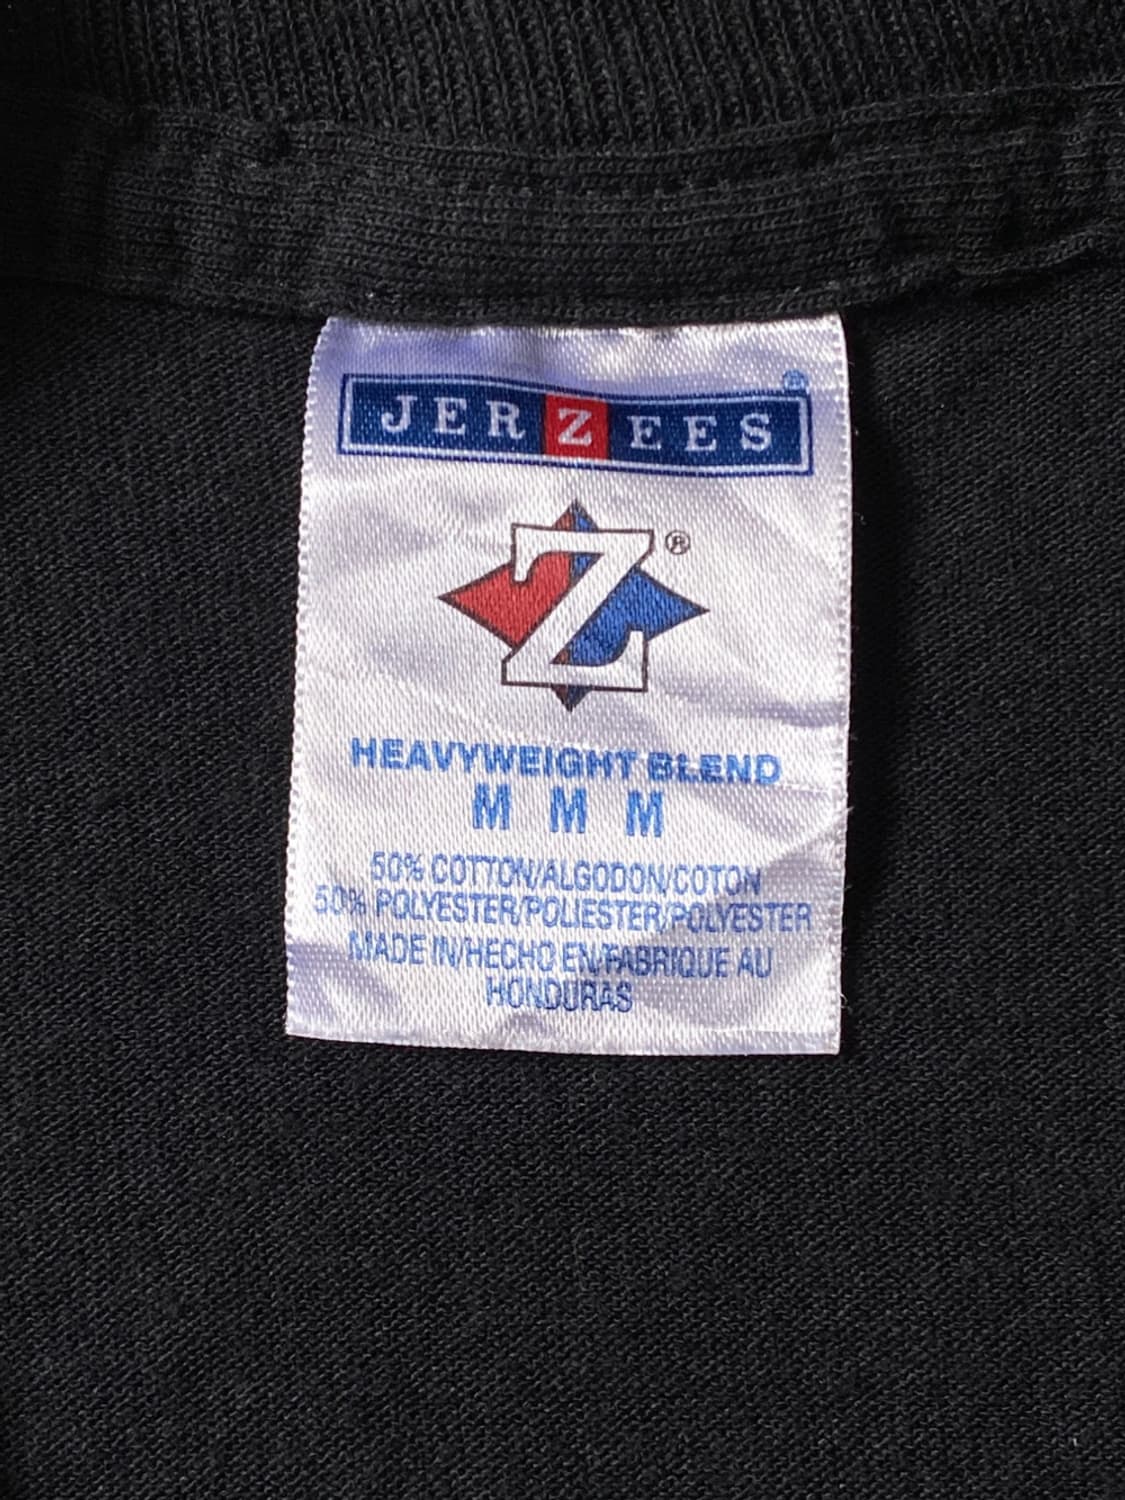 JERZEES®
Z®
HEAVYWEIGHT BLEND
M M M
50% COTTON/ALGODON/COTON
50% POLYESTER/POLIESTER/POLYESTER
MADE IN/HECHO EN/FABRIQUE AU
HONDURAS